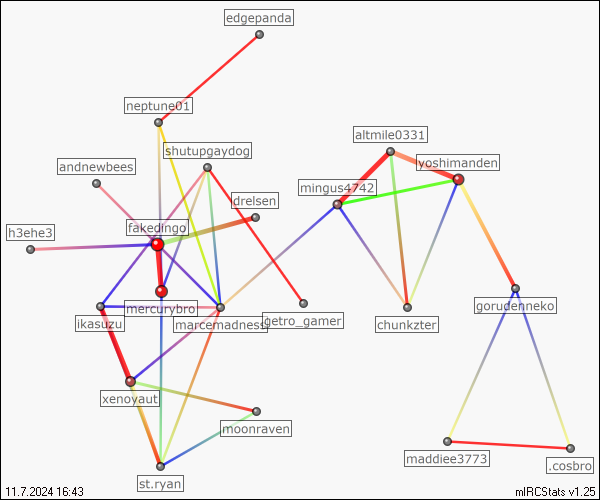 edgepanda
neptune01
altmile0331
shutupgaydog
yoshimanden
andnewbees
mingus4742
drelsen
fakedingo
h3ehe3
mercurybro
gorudenneko
ikasuzu
marcemadness
getro_gamer
chunkzter
xenoyaut
moonraven
maddiee3773
.cosbro
st.ryan
11.7.2024 16:43
mIRCStats v1.25